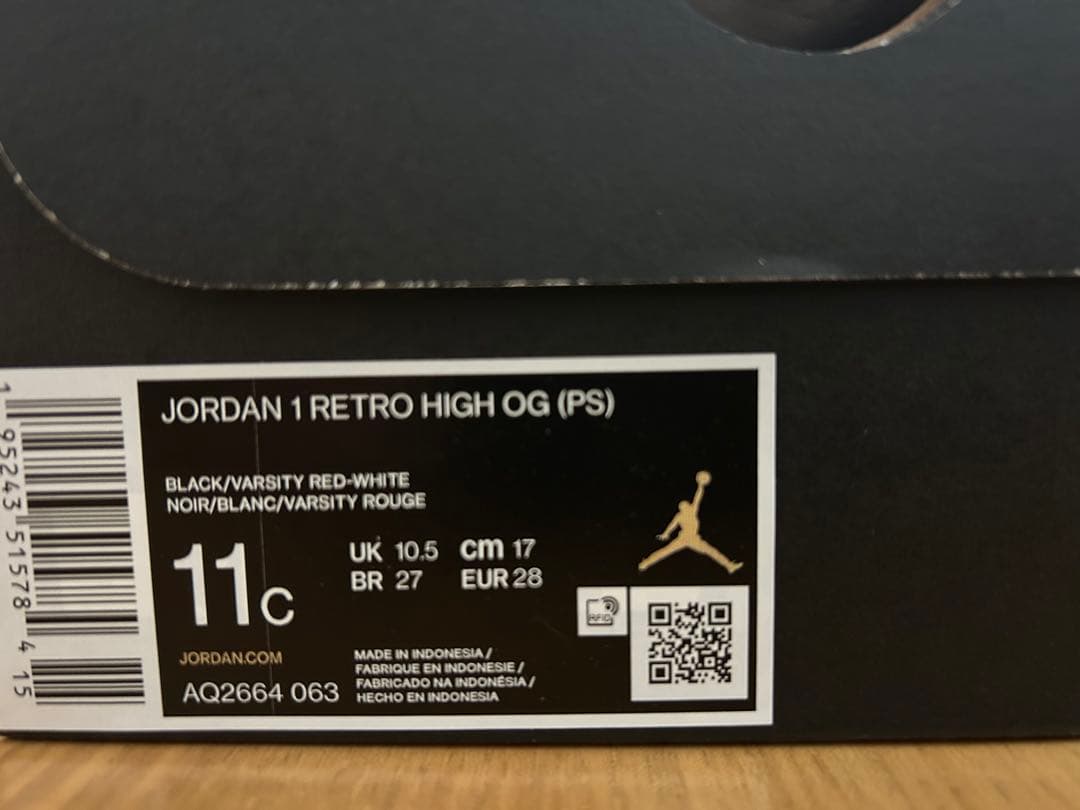 JORDAN 1 RETRO HIGH OG (PS)
BLACK/VARSITY RED-WHITE
NOIR/BLANC/VARSITY ROUGE
11C
UK 10.5 cm 17
BR 27 EUR 28
RFID
JORDAN.COM
AQ2664 063
MADE IN INDONESIA /
FABRIQUE EN INDONESIE /
FABRICADO NA INDONÉSIA /
HECHO EN INDONESIA
1 95243 51578 4 15